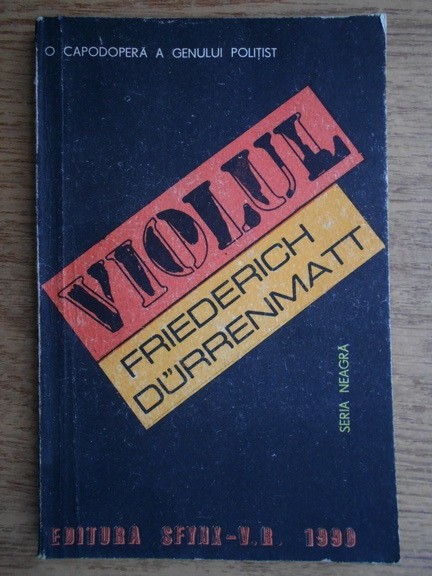 O CAPODOPERĂ A GENULUI POLIȚIST
VIOLUL
FRIEDERICH
DÜRRENMATT
SERIA NEAGRĂ
EDITURA SFYNX-V.R. 1990